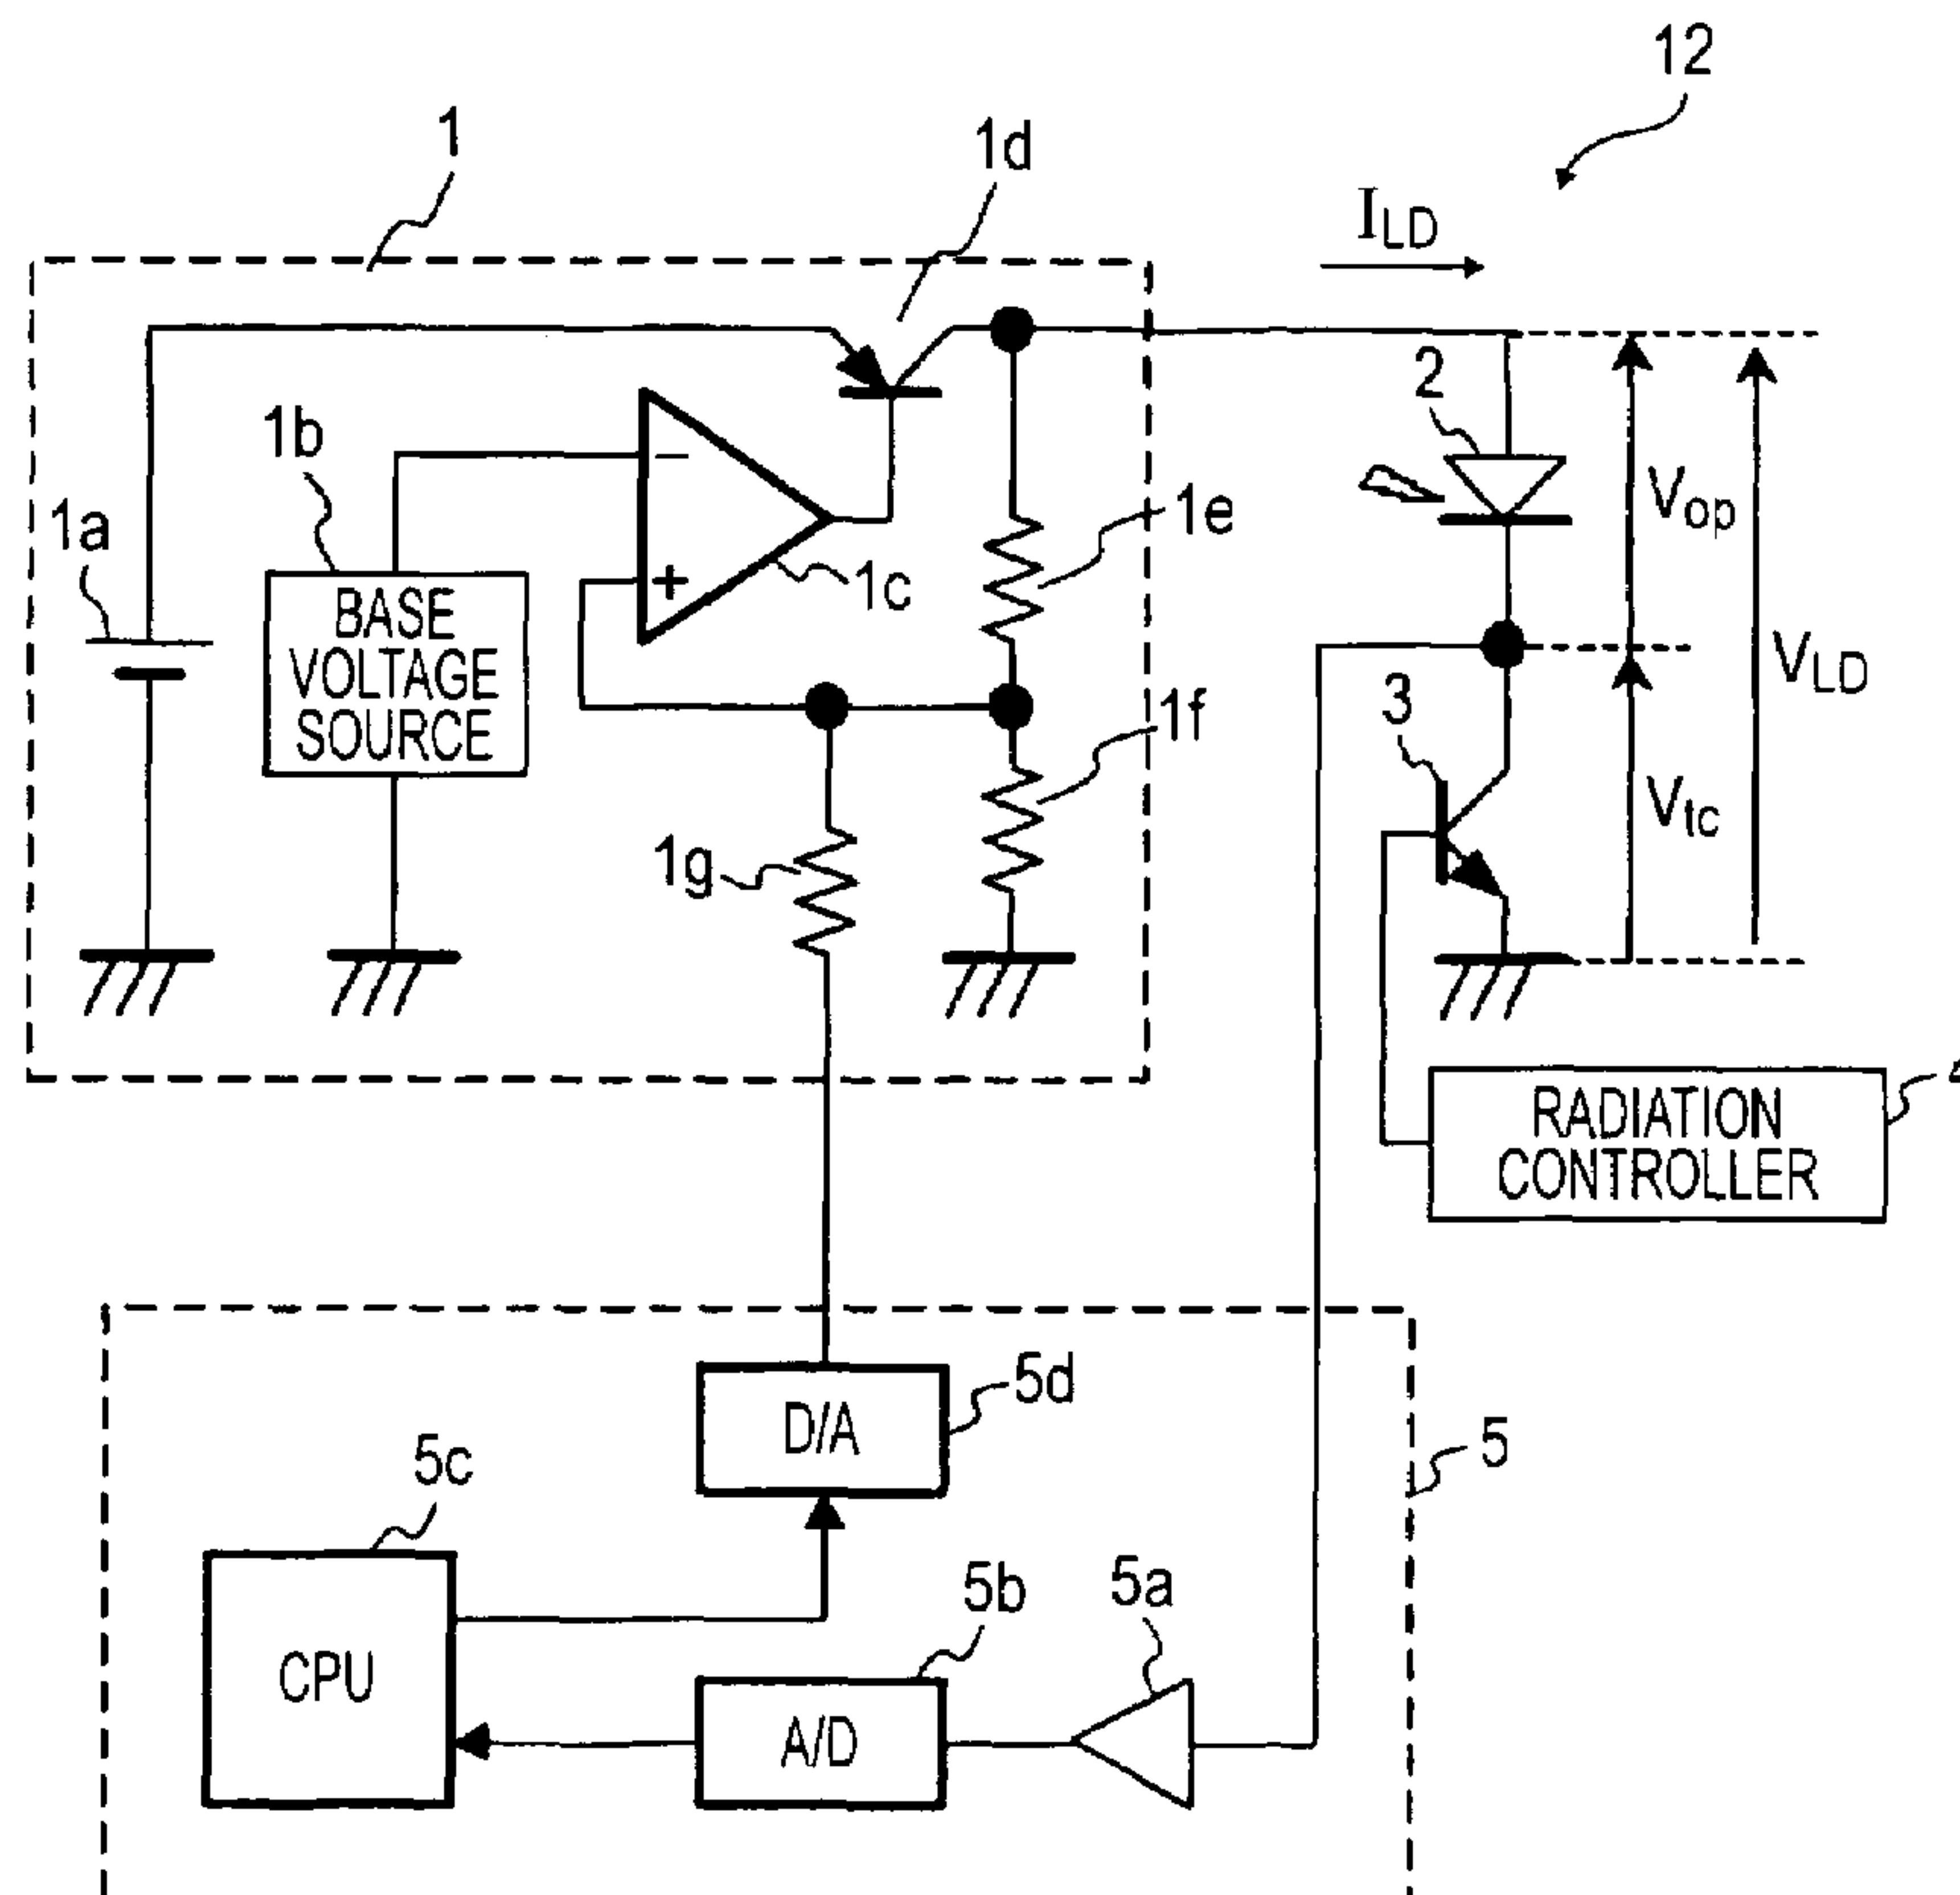 12
1
1d
I LD
2
1b
1a
−
1e
Vop
BASE
VOLTAGE
SOURCE
+
1c
VLD
3
1f
Vtc
1g
RADIATION
CONTROLLER
5d
D/A
5
5c
5b
5a
CPU
A/D